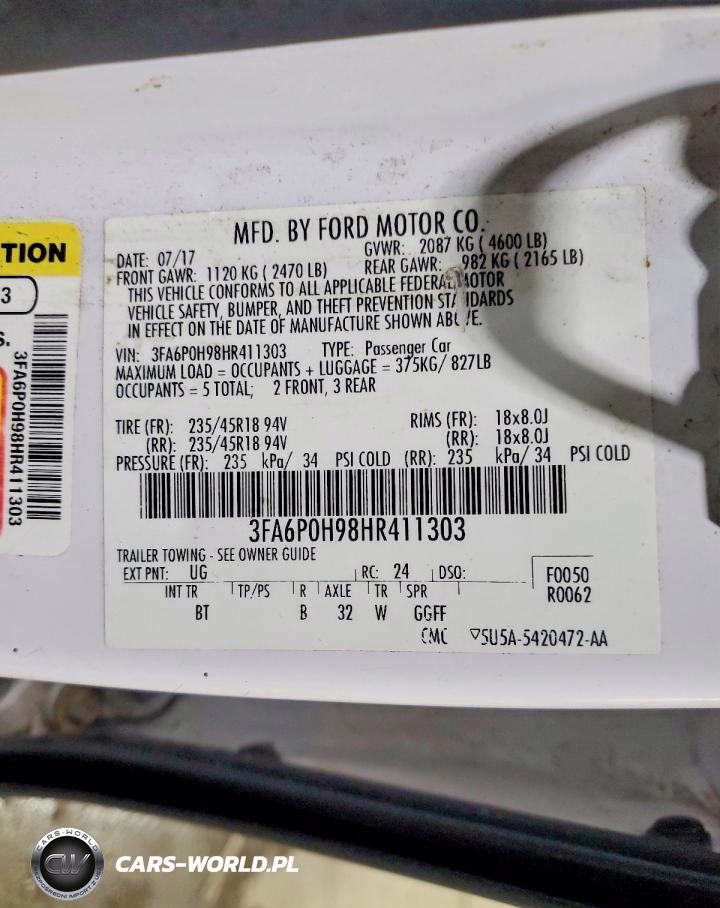 TION
3
S.
3FA6P0H98HR411303
MFD. BY FORD MOTOR CO.
DATE: 07/17 GVWR: 2087 KG ( 4600 LB)
FRONT GAWR: 1120 KG ( 2470 LB) REAR GAWR: 982 KG ( 2165 LB)
THIS VEHICLE CONFORMS TO ALL APPLICABLE FEDERAL MOTOR
VEHICLE SAFETY, BUMPER, AND THEFT PREVENTION STANDARDS
IN EFFECT ON THE DATE OF MANUFACTURE SHOWN ABOVE.
VIN: 3FA6P0H98HR411303 TYPE: Passenger Car
MAXIMUM LOAD = OCCUPANTS + LUGGAGE = 375KG/ 827LB
OCCUPANTS = 5 TOTAL; 2 FRONT, 3 REAR
TIRE (FR): 235/45R18 94V RIMS (FR): 18x8.0J
(RR): 235/45R18 94V (RR): 18x8.0J
PRESSURE (FR): 235 kPa/ 34 PSI COLD (RR): 235 kPa/ 34 PSI COLD
3FA6P0H98HR411303
TRAILER TOWING - SEE OWNER GUIDE
EXT PNT: UG RC: 24 DSO: F0050
INT TR TP/PS R AXLE TR SPR R0062
BT B 32 W GGFF
CMC ▽5U5A-5420472-AA
CARS-WORLD
CW
BEZPOŚREDNI IMPORT Z USA
CARS-WORLD.PL